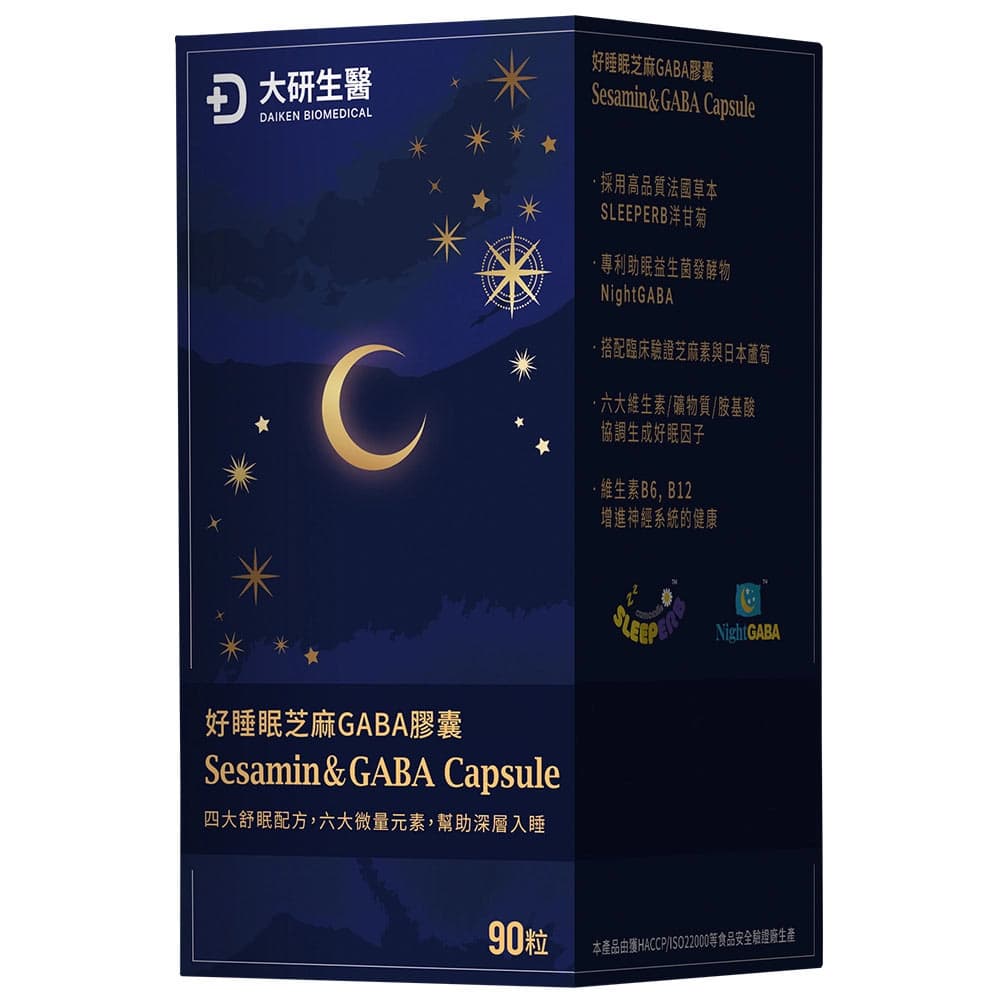 大研生醫
DAIKEN BIOMEDICAL
好睡眠芝麻GABA膠囊
Sesamin&GABA Capsule
四大舒眠配方，六大微量元素，幫助深層入睡
90粒
好睡眠芝麻GABA膠囊
Sesamin&GABA Capsule
·採用高品質法國草本
SLEEPERB洋甘菊
·專利助眠益生菌發酵物
NightGABA
·搭配臨床驗證芝麻素與日本蘆筍
·六大維生素/礦物質/胺基酸
協調生成好眠因子
·維生素B6, B12
增進神經系統的健康
zz
camomile
SLEEPERB™
NightGABA™
本產品由獲HACCP/ISO22000等食品安全驗證廠生產